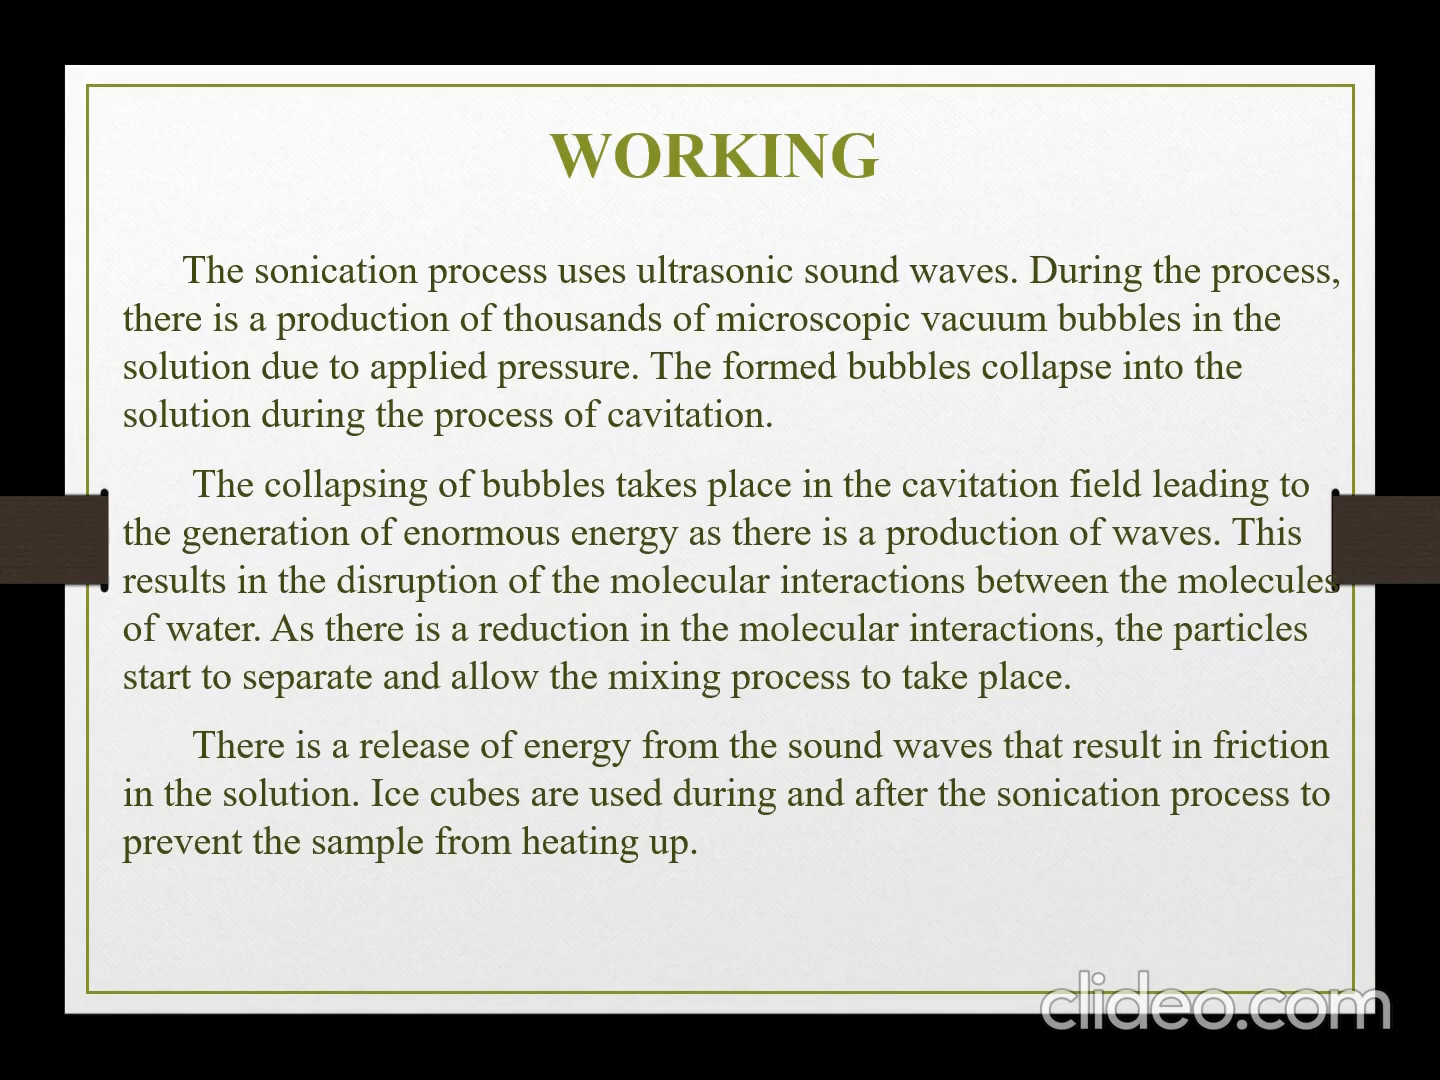 WORKING
The sonication process uses ultrasonic sound waves. During the process,
there is a production of thousands of microscopic vacuum bubbles in the
solution due to applied pressure. The formed bubbles collapse into the
solution during the process of cavitation.
The collapsing of bubbles takes place in the cavitation field leading to
the generation of enormous energy as there is a production of waves. This
results in the disruption of the molecular interactions between the molecules
of water. As there is a reduction in the molecular interactions, the particles
start to separate and allow the mixing process to take place.
There is a release of energy from the sound waves that result in friction
in the solution. Ice cubes are used during and after the sonication process to
prevent the sample from heating up.
clideo.com